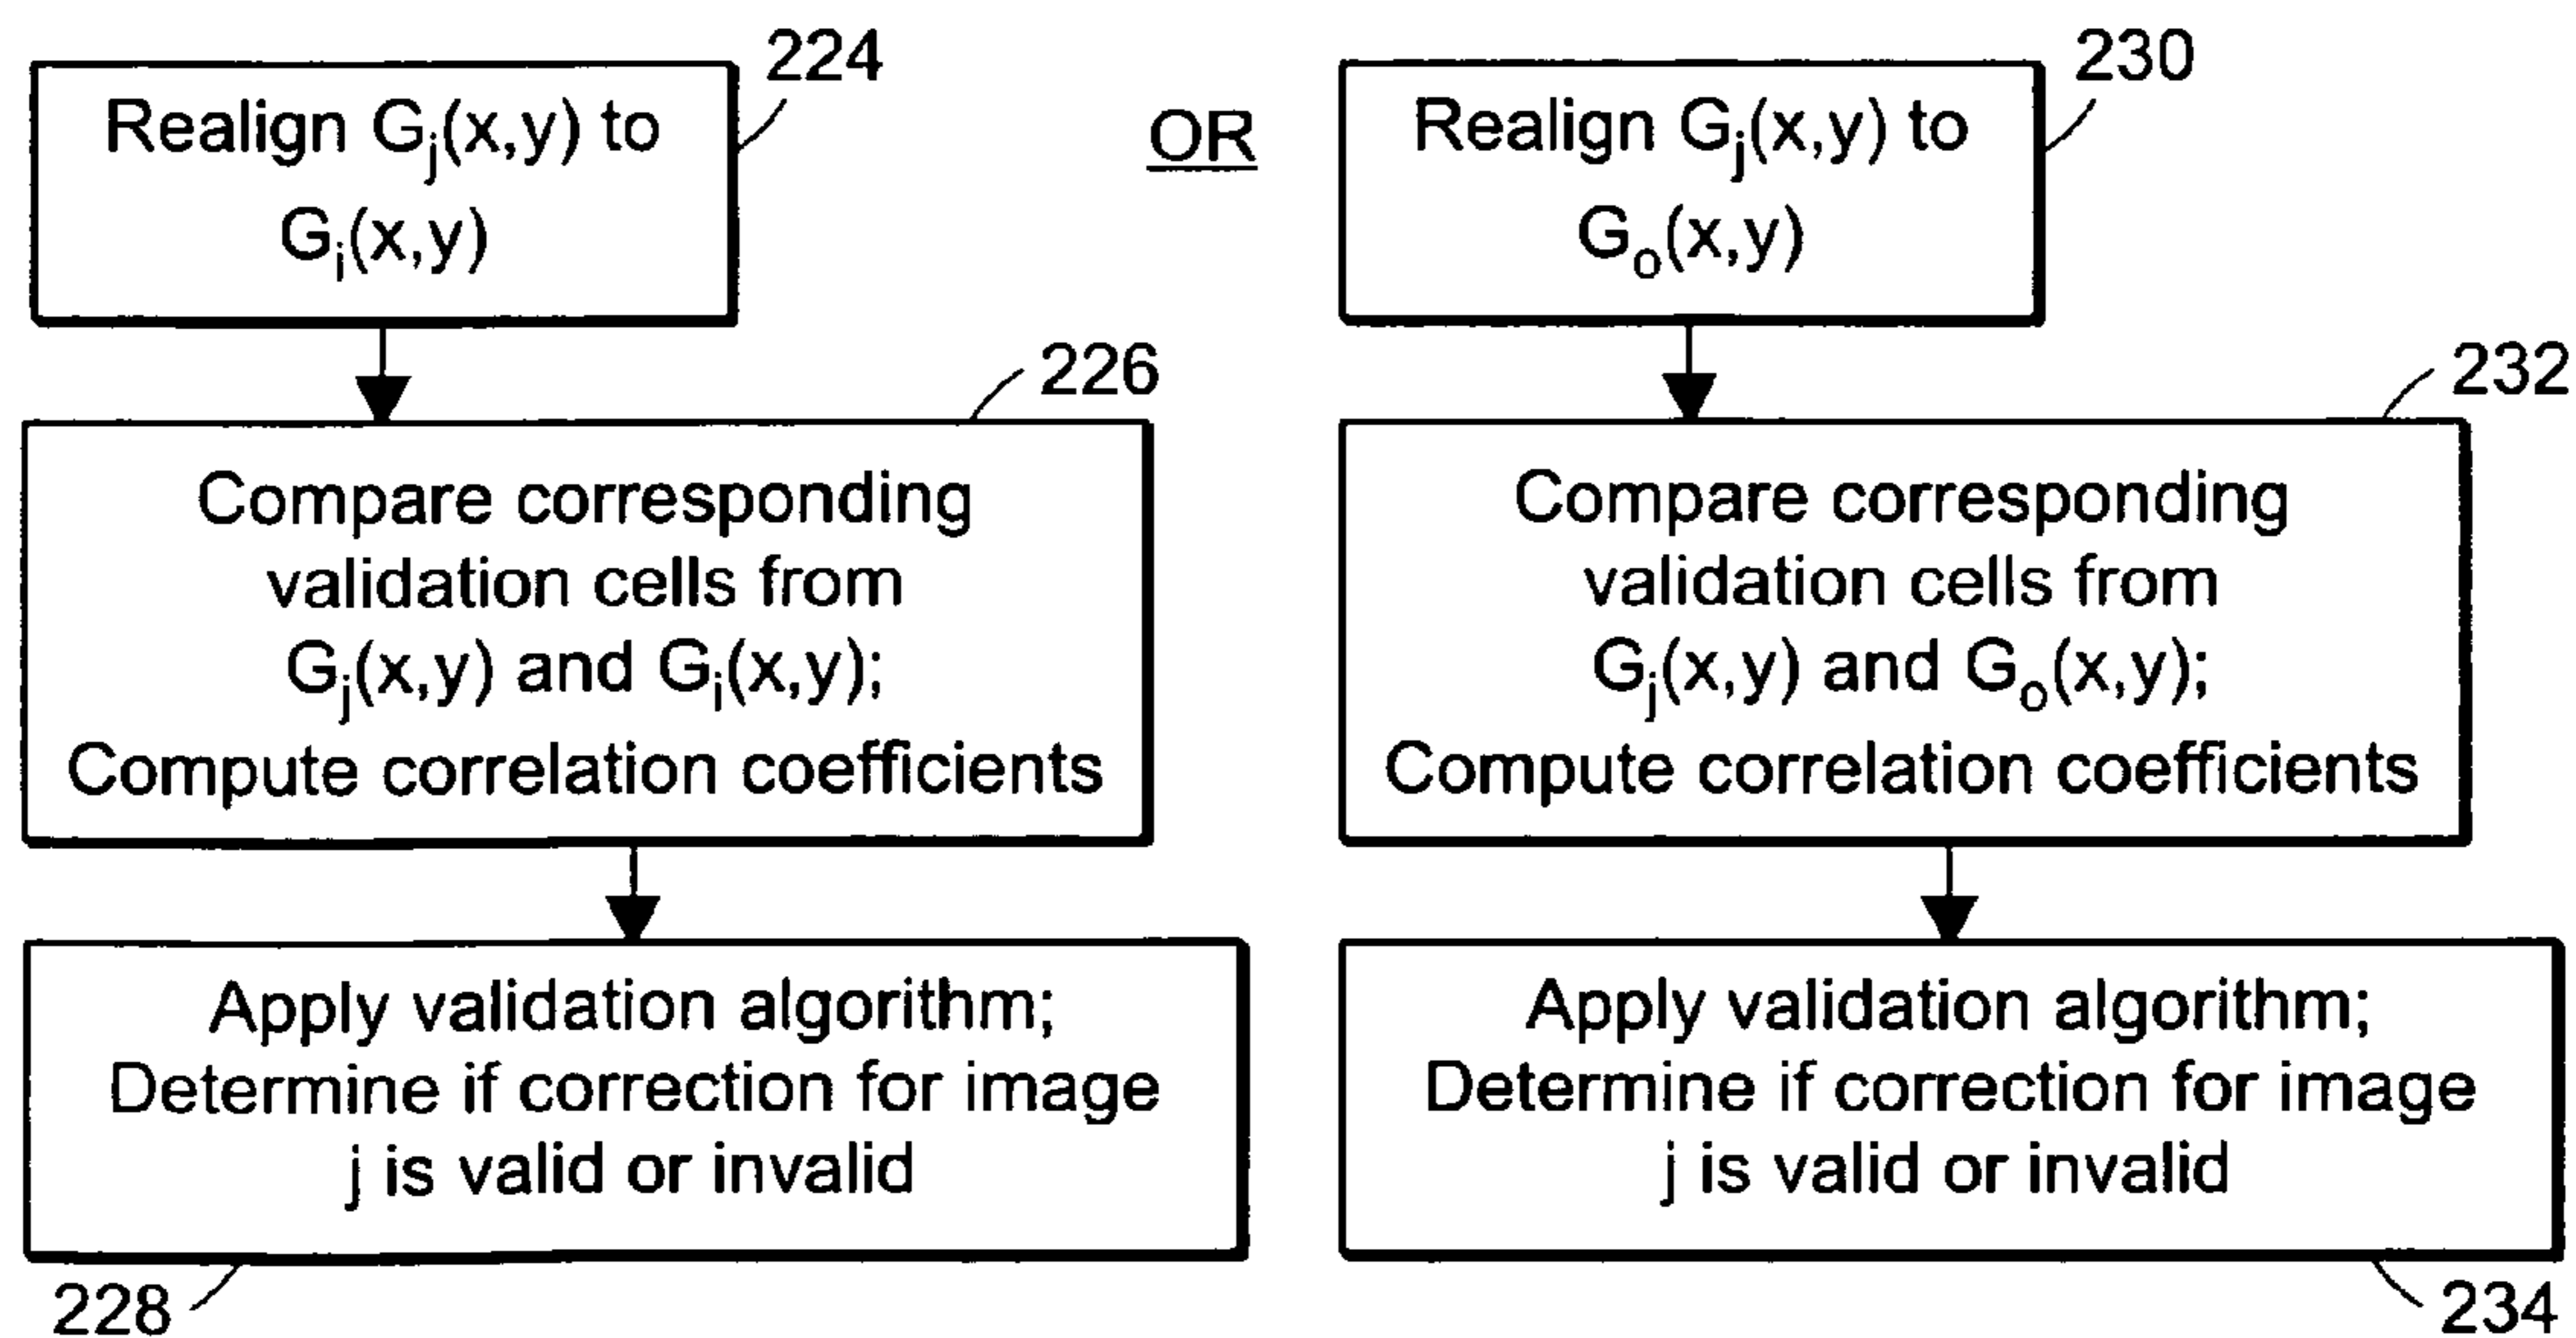 224
Realign Gj(x,y) to
Gi(x,y)
226
Compare corresponding
validation cells from
Gj(x,y) and Gi(x,y);
Compute correlation coefficients
Apply validation algorithm;
Determine if correction for image
j is valid or invalid
228
OR
230
Realign Gj(x,y) to
Go(x,y)
232
Compare corresponding
validation cells from
Gj(x,y) and Go(x,y);
Compute correlation coefficients
Apply validation algorithm;
Determine if correction for image
j is valid or invalid
234